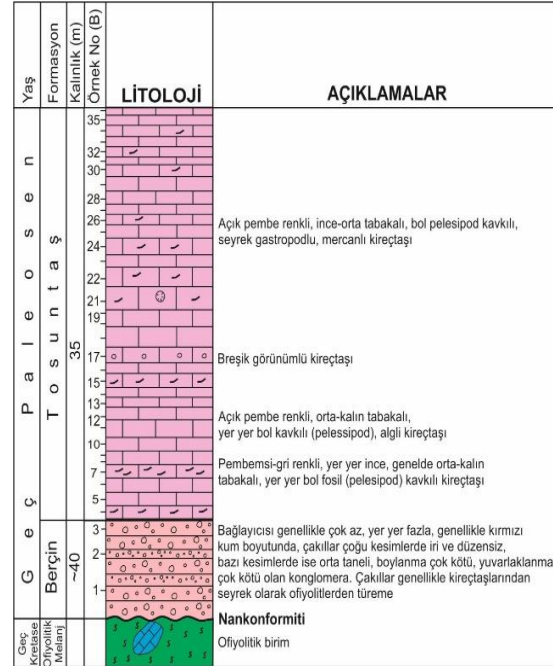 Yaş
Formasyon
Kalınlık (m)
Örnek No (B)
LİTOLOJİ
AÇIKLAMALAR
Geç Paleosen
Tosuntaş
35
35
32
30
28
26
24
22
21
19
17
15
13
12
10
7
5
Açık pembe renkli, ince-orta tabakalı, bol pelesipod kavkılı,
seyrek gastropodlu, mercanlı kireçtaşı
Breşik görünümlü kireçtaşı
Açık pembe renkli, orta-kalın tabakalı,
yer yer bol kavkılı (pelessipod), algli kireçtaşı
Pembemsi-gri renkli, yer yer ince, genelde orta-kalın
tabakalı, yer yer bol fosil (pelesipod) kavkılı kireçtaşı
Berçin
~40
3
2
1
Bağlayıcısı genellikle çok az, yer yer fazla, genellikle kırmızı
kum boyutunda, çakıllar çoğu kesimlerde iri ve düzensiz,
bazı kesimlerde ise orta taneli, boylanma çok kötü, yuvarlaklanma
çok kötü olan konglomera. Çakıllar genellikle kireçtaşlarından
seyrek olarak ofiyolitlerden türeme
Nankonformiti
Geç
Kretase
Ofiyolitik
Melanj
Ofiyolitik birim